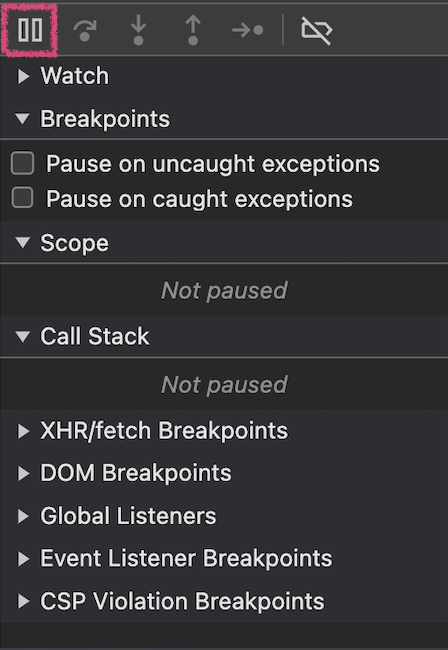 Watch
Breakpoints
Pause on uncaught exceptions
Pause on caught exceptions
Scope
Not paused
Call Stack
Not paused
XHR/fetch Breakpoints
DOM Breakpoints
Global Listeners
Event Listener Breakpoints
CSP Violation Breakpoints